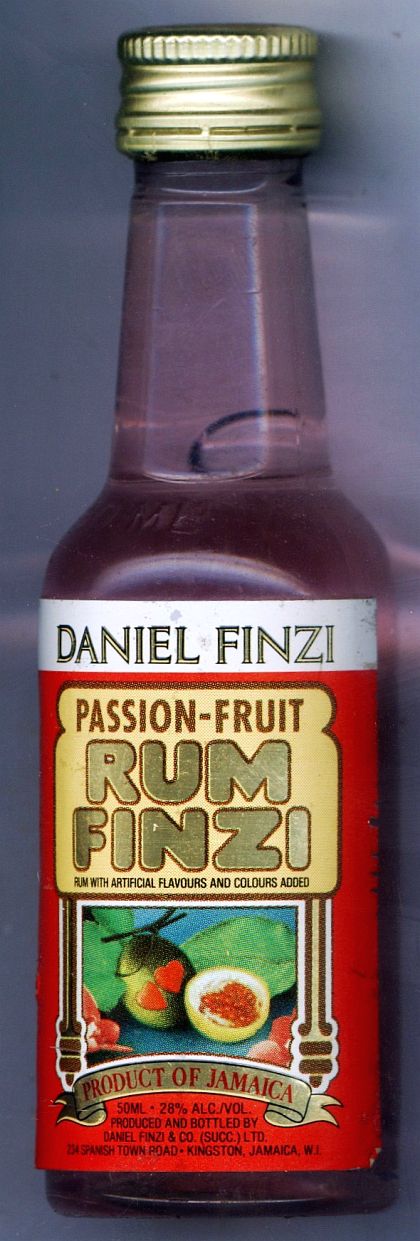 ML
DANIEL FINZI
PASSION-FRUIT
RUM
FINZI
RUM WITH ARTIFICIAL FLAVOURS AND COLOURS ADDED
PRODUCT OF JAMAICA
50ML • 28% ALC./VOL.
PRODUCED AND BOTTLED BY
DANIEL FINZI & CO. (SUCC.) LTD.
234 SPANISH TOWN ROAD • KINGSTON, JAMAICA, W.I.